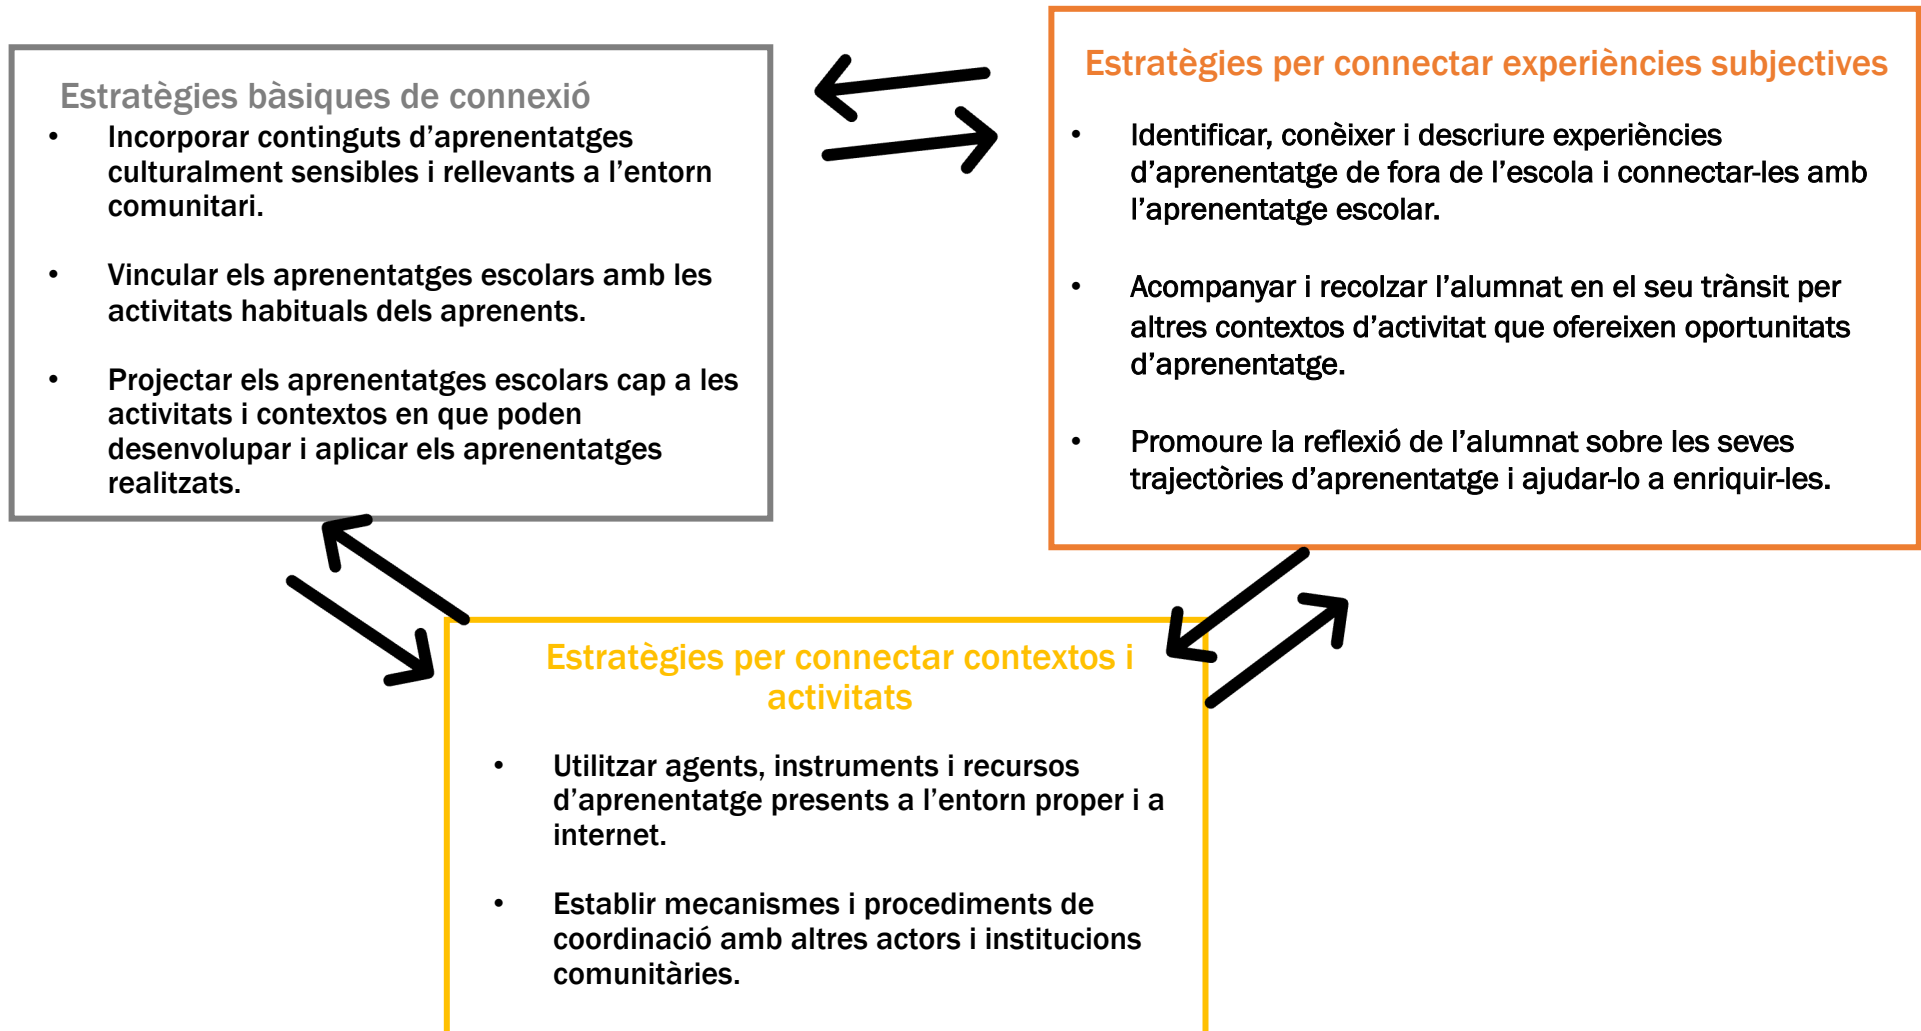 Estratègies bàsiques de connexió
• Incorporar continguts d’aprenentatges
culturalment sensibles i rellevants a l’entorn
comunitari.
• Vincular els aprenentatges escolars amb les
activitats habituals dels aprenents.
• Projectar els aprenentatges escolars cap a les
activitats i contextos en que poden
desenvolupar i aplicar els aprenentatges
realitzats.
Estratègies per connectar experiències subjectives
• Identificar, conèixer i descriure experiències
d’aprenentatge de fora de l’escola i connectar-les amb
l’aprenentatge escolar.
• Acompanyar i recolzar l’alumnat en el seu trànsit per
altres contextos d’activitat que ofereixen oportunitats
d’aprenentatge.
• Promoure la reflexió de l’alumnat sobre les seves
trajectòries d’aprenentatge i ajudar-lo a enriquir-les.
Estratègies per connectar contextos i
activitats
• Utilitzar agents, instruments i recursos
d’aprenentatge presents a l’entorn proper i a
internet.
• Establir mecanismes i procediments de
coordinació amb altres actors i institucions
comunitàries.